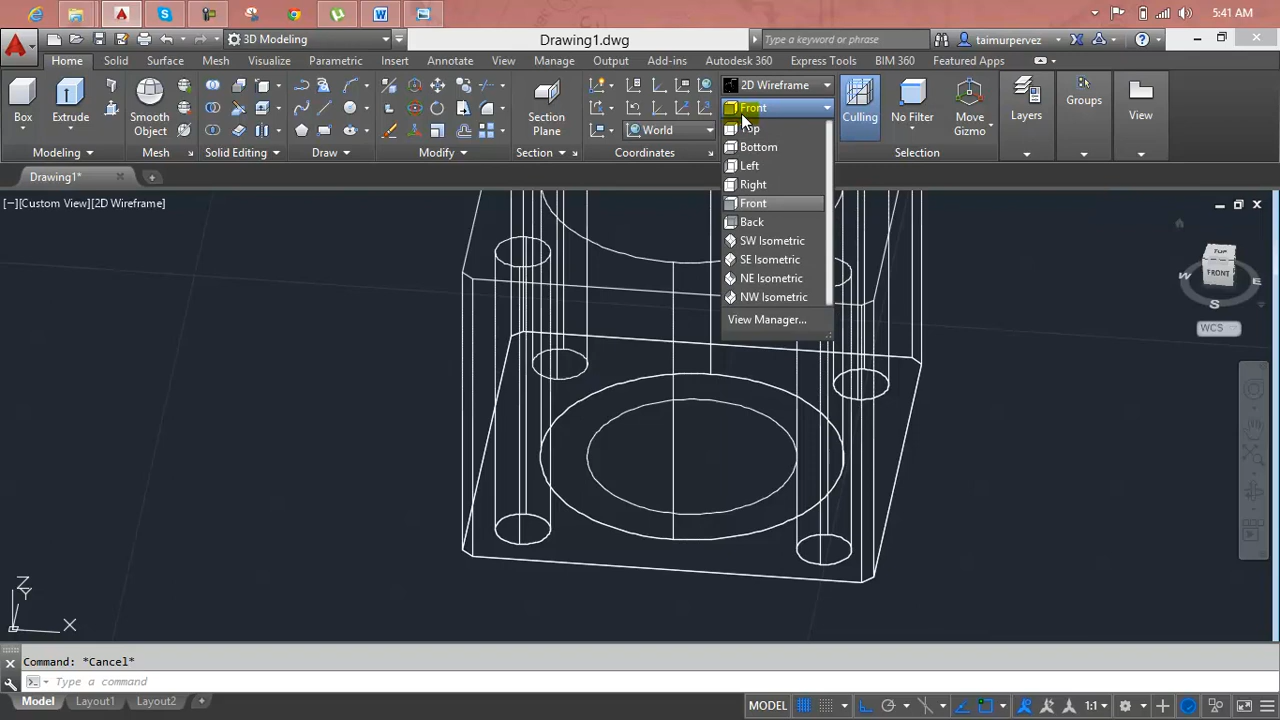 5:41 AM
3D Modeling
Drawing1.dwg
Type a keyword or phrase
taimurpervez
Home Solid Surface Mesh Visualize Parametric Insert Annotate View Manage Output Add-ins Autodesk 360 Express Tools BIM 360 Featured Apps
2D Wireframe
Front
Box Extrude Smooth Object Section Plane World Culling No Filter Move Gizmo Layers Groups View
Modeling Mesh Solid Editing Draw Modify Section Coordinates Selection
Top
Bottom
Left
Right
Front
Back
SW Isometric
SE Isometric
NE Isometric
NW Isometric
View Manager...
Drawing1*
[−][Custom View][2D Wireframe]
TOP
FRONT
W
S
WCS
Z
Y
X
Command: *Cancel*
Type a command
Model Layout1 Layout2 +
MODEL 1:1